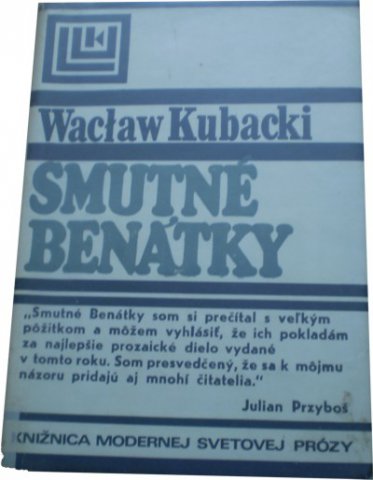 Wacław Kubacki
SMUTNÉ
BENÁTKY
„Smutné Benátky som si prečítal s veľkým
pôžitkom a môžem vyhlásiť, že ich pokladám
za najlepšie prozaické dielo vydané
v tomto roku. Som presvedčený, že sa k môjmu
názoru pridajú aj mnohí čitatelia.“
Julian Przyboś
KNIŽNICA MODERNEJ SVETOVEJ PRÓZY